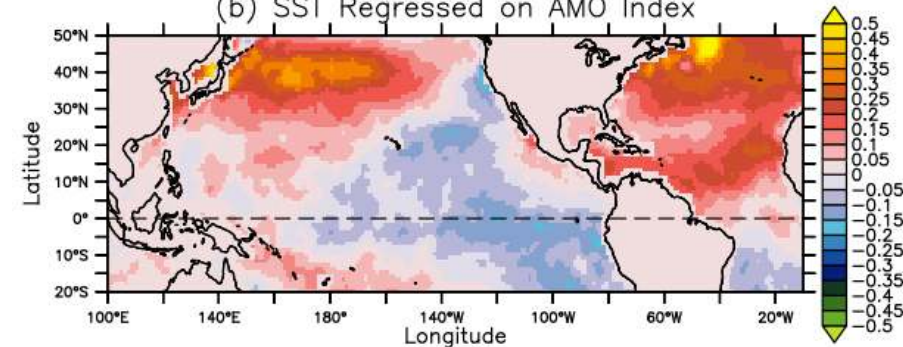 (b) SST Regressed on AMO Index
50°N
40°N
30°N
20°N
10°N
0°
10°S
20°S
Latitude
100°E 140°E 180° 140°W 100°W 60°W 20°W
Longitude
0.5
0.45
0.4
0.35
0.3
0.25
0.2
0.15
0.1
0.05
0
-0.05
-0.1
-0.15
-0.2
-0.25
-0.3
-0.35
-0.4
-0.45
-0.5